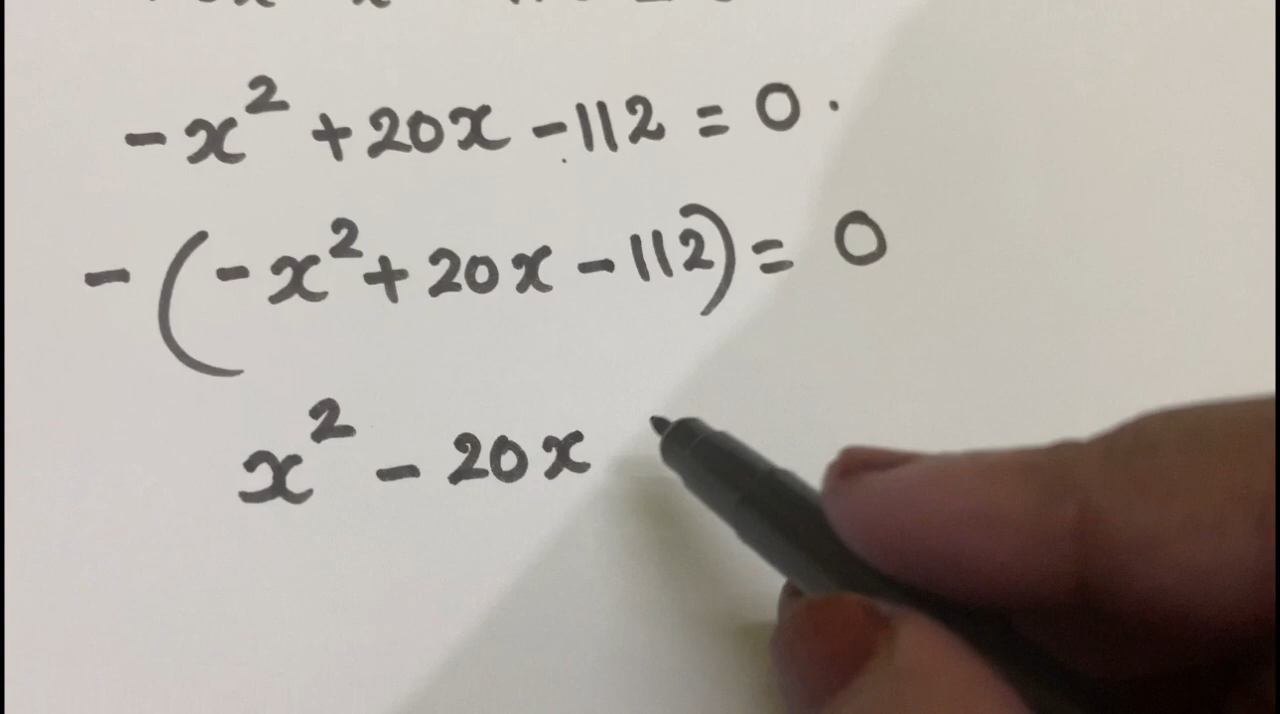 -x² + 20x - 112 = 0.
-(-x² + 20x - 112) = 0
x² - 20x